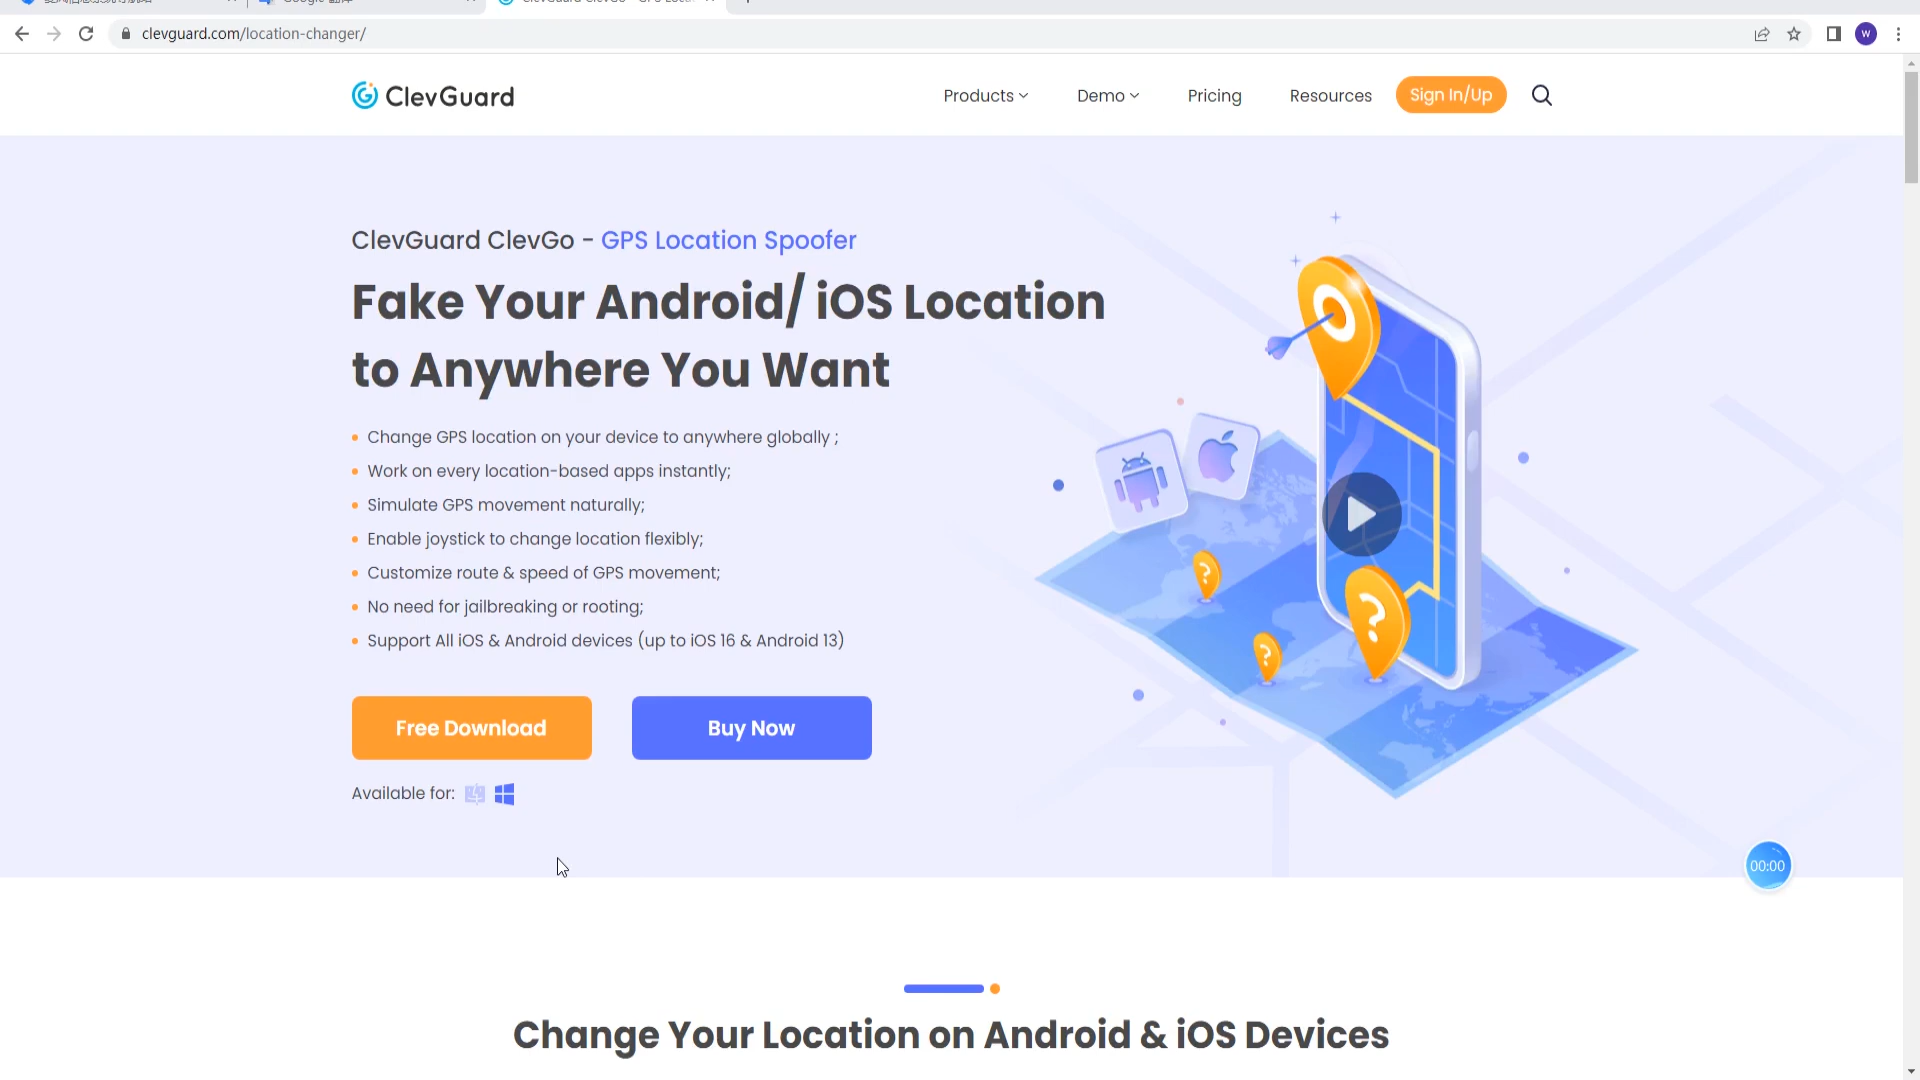 clevguard.com/location-changer/
W
ClevGuard
Products
Demo
Pricing
Resources
Sign In/Up
ClevGuard ClevGo - GPS Location Spoofer
Fake Your Android/ iOS Location
to Anywhere You Want
Change GPS location on your device to anywhere globally ;
Work on every location-based apps instantly;
Simulate GPS movement naturally;
Enable joystick to change location flexibly;
Customize route & speed of GPS movement;
No need for jailbreaking or rooting;
Support All iOS & Android devices (up to iOS 16 & Android 13)
?
?
?
Free Download
Buy Now
Available for:
00:00
Change Your Location on Android & iOS Devices